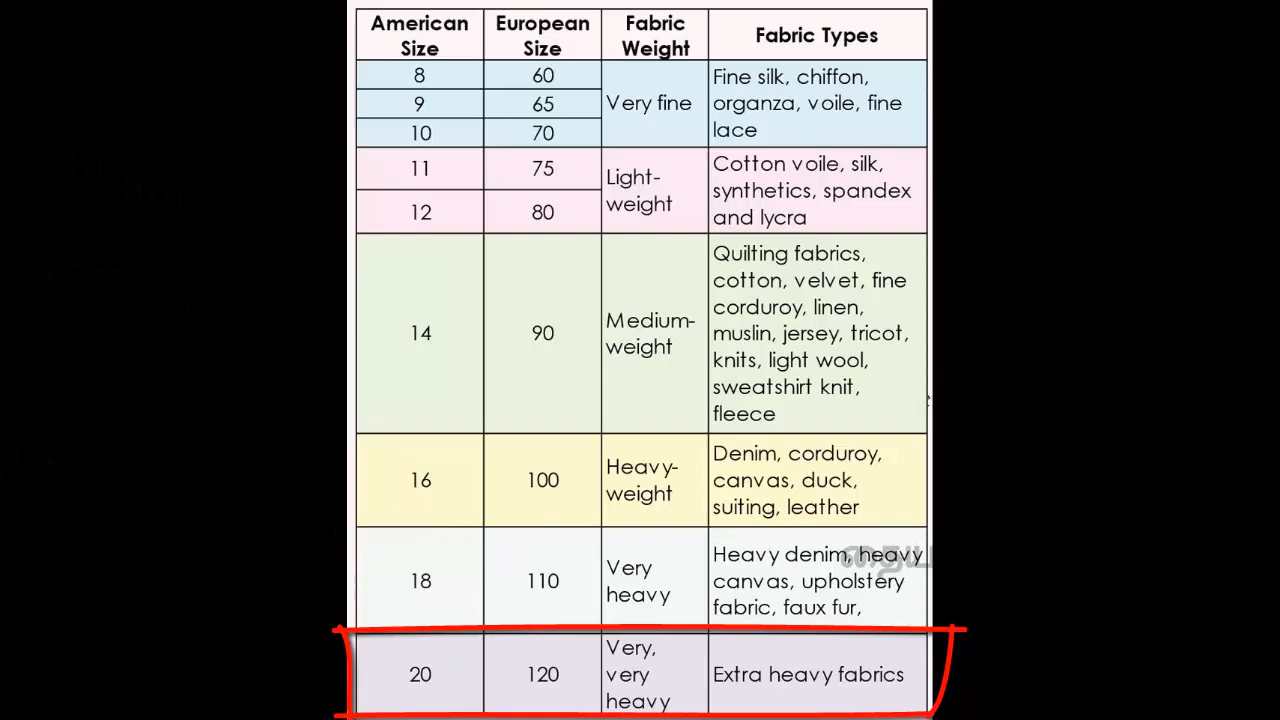 American Size European Size Fabric Weight Fabric Types
8 60
9 65
10 70
Very fine
Fine silk, chiffon,
organza, voile, fine
lace
11 75
12 80
Light-
weight
Cotton voile, silk,
synthetics, spandex
and lycra
14 90
Medium-
weight
Quilting fabrics,
cotton, velvet, fine
corduroy, linen,
muslin, jersey, tricot,
knits, light wool,
sweatshirt knit,
fleece
16 100
Heavy-
weight
Denim, corduroy,
canvas, duck,
suiting, leather
18 110
Very
heavy
Heavy denim, heavy
canvas, upholstery
fabric, faux fur,
20 120
Very,
very
heavy
Extra heavy fabrics